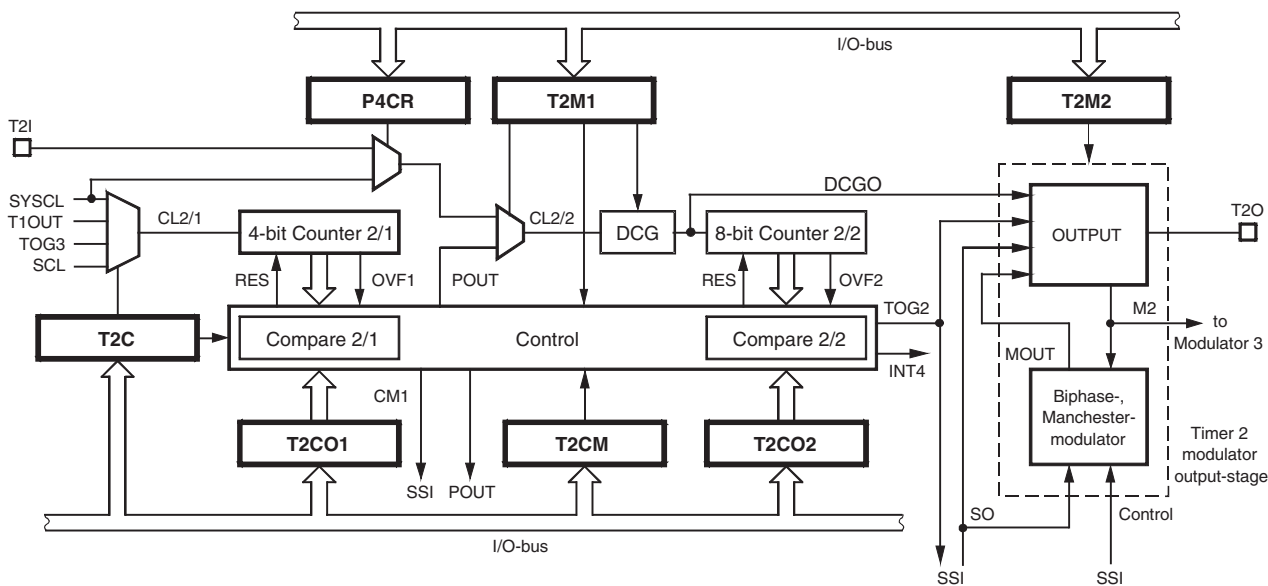 I/O-bus
P4CR
T2M1
T2M2
T2I
DCGO
SYSCL
T1OUT
TOG3
SCL
CL2/1
4-bit Counter 2/1
CL2/2
DCG
8-bit Counter 2/2
OUTPUT
T2O
RES
OVF1
POUT
RES
OVF2
TOG2
M2
to
Modulator 3
T2C
Compare 2/1
Control
Compare 2/2
INT4
MOUT
CM1
Biphase-,
Manchester-
modulator
T2CO1
T2CM
T2CO2
Timer 2
modulator
output-stage
SSI
POUT
SO
Control
I/O-bus
SSI
SSI